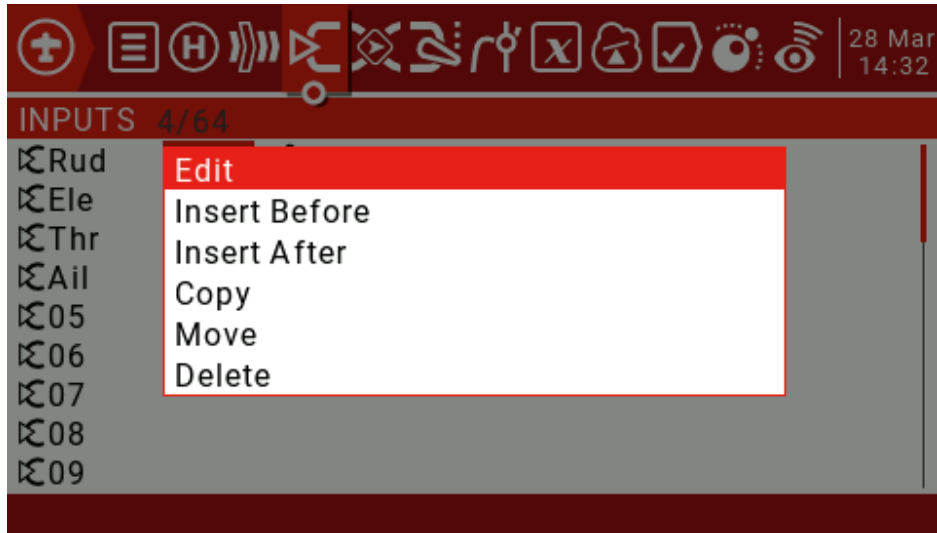 H
x
28 Mar
14:32
INPUTS 4/64
Rud
Ele
Thr
Ail
05
06
07
08
09
Edit
Insert Before
Insert After
Copy
Move
Delete